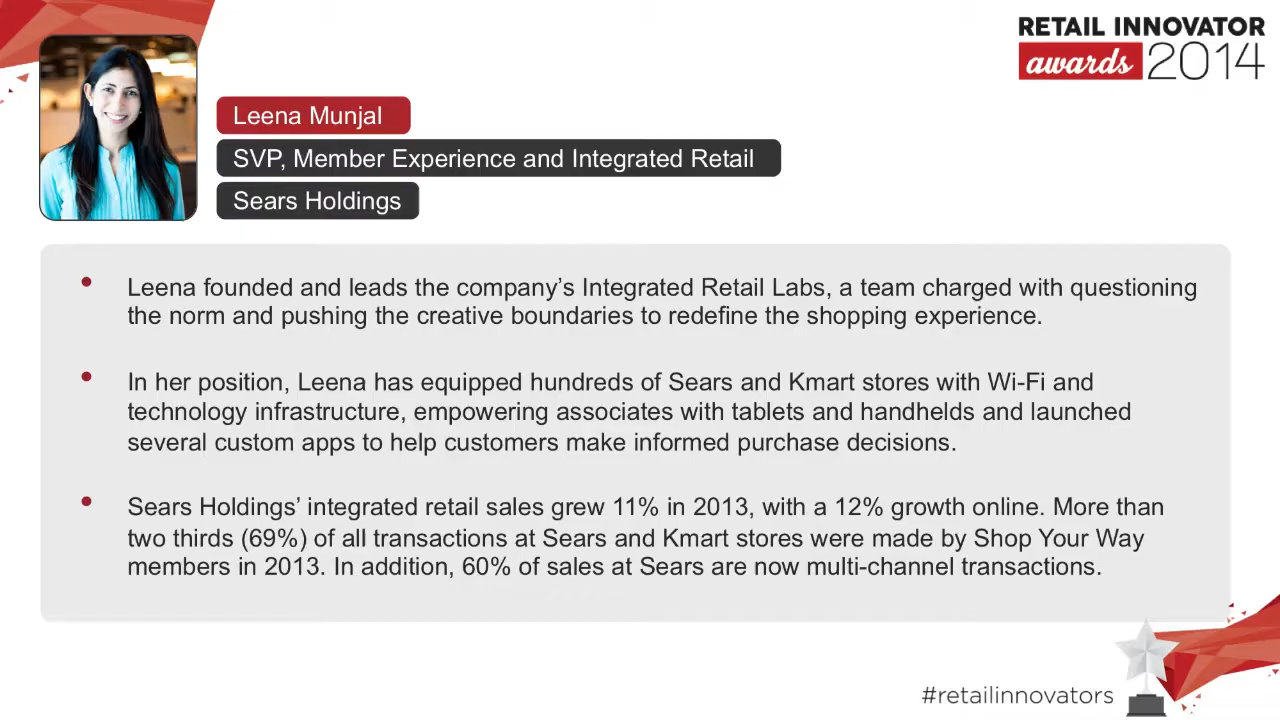 RETAIL INNOVATOR
awards 2014
Leena Munjal
SVP, Member Experience and Integrated Retail
Sears Holdings
• Leena founded and leads the company’s Integrated Retail Labs, a team charged with questioning
the norm and pushing the creative boundaries to redefine the shopping experience.
• In her position, Leena has equipped hundreds of Sears and Kmart stores with Wi-Fi and
technology infrastructure, empowering associates with tablets and handhelds and launched
several custom apps to help customers make informed purchase decisions.
• Sears Holdings’ integrated retail sales grew 11% in 2013, with a 12% growth online. More than
two thirds (69%) of all transactions at Sears and Kmart stores were made by Shop Your Way
members in 2013. In addition, 60% of sales at Sears are now multi-channel transactions.
#retailinnovators